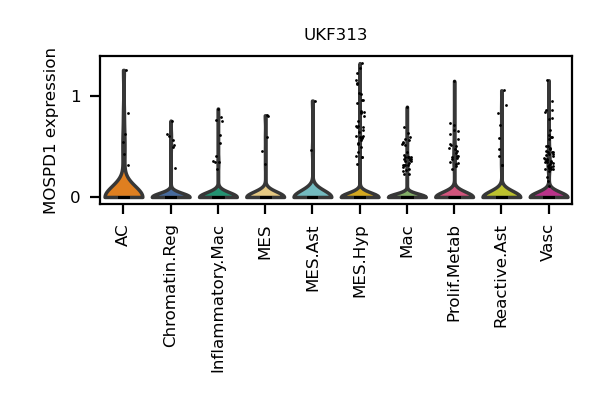 UKF313
MOSPD1 expression
1
0
AC
Chromatin.Reg
Inflammatory.Mac
MES
MES.Ast
MES.Hyp
Mac
Prolif.Metab
Reactive.Ast
Vasc